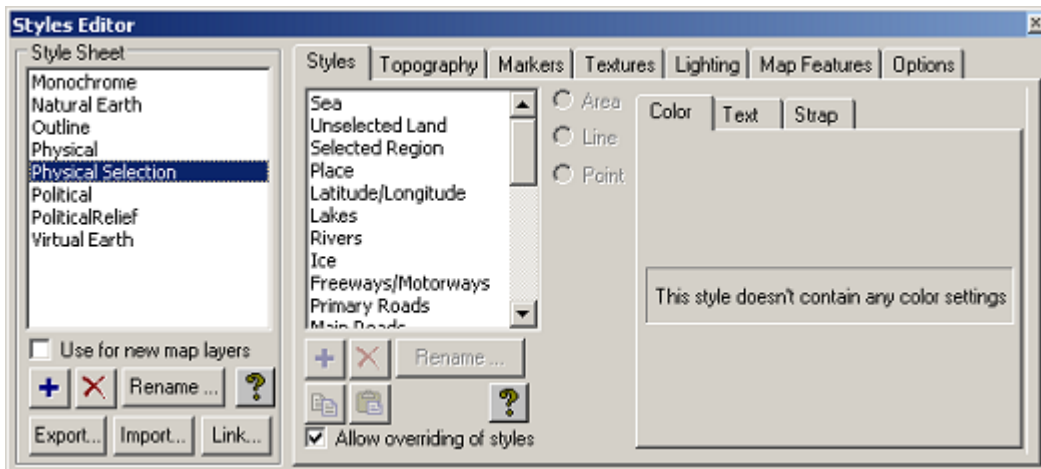 Styles Editor
Style Sheet
Monochrome
Natural Earth
Outline
Physical
Physical Selection
Political
PoliticalRelief
Virtual Earth
Use for new map layers
Rename ...
Export... Import... Link...
Styles Topography Markers Textures Lighting Map Features Options
Sea
Unselected Land
Selected Region
Place
Latitude/Longitude
Lakes
Rivers
Ice
Freeways/Motorways
Primary Roads
Main Roads
Rename ...
Allow overriding of styles
Area
Line
Point
Color Text Strap
This style doesn't contain any color settings